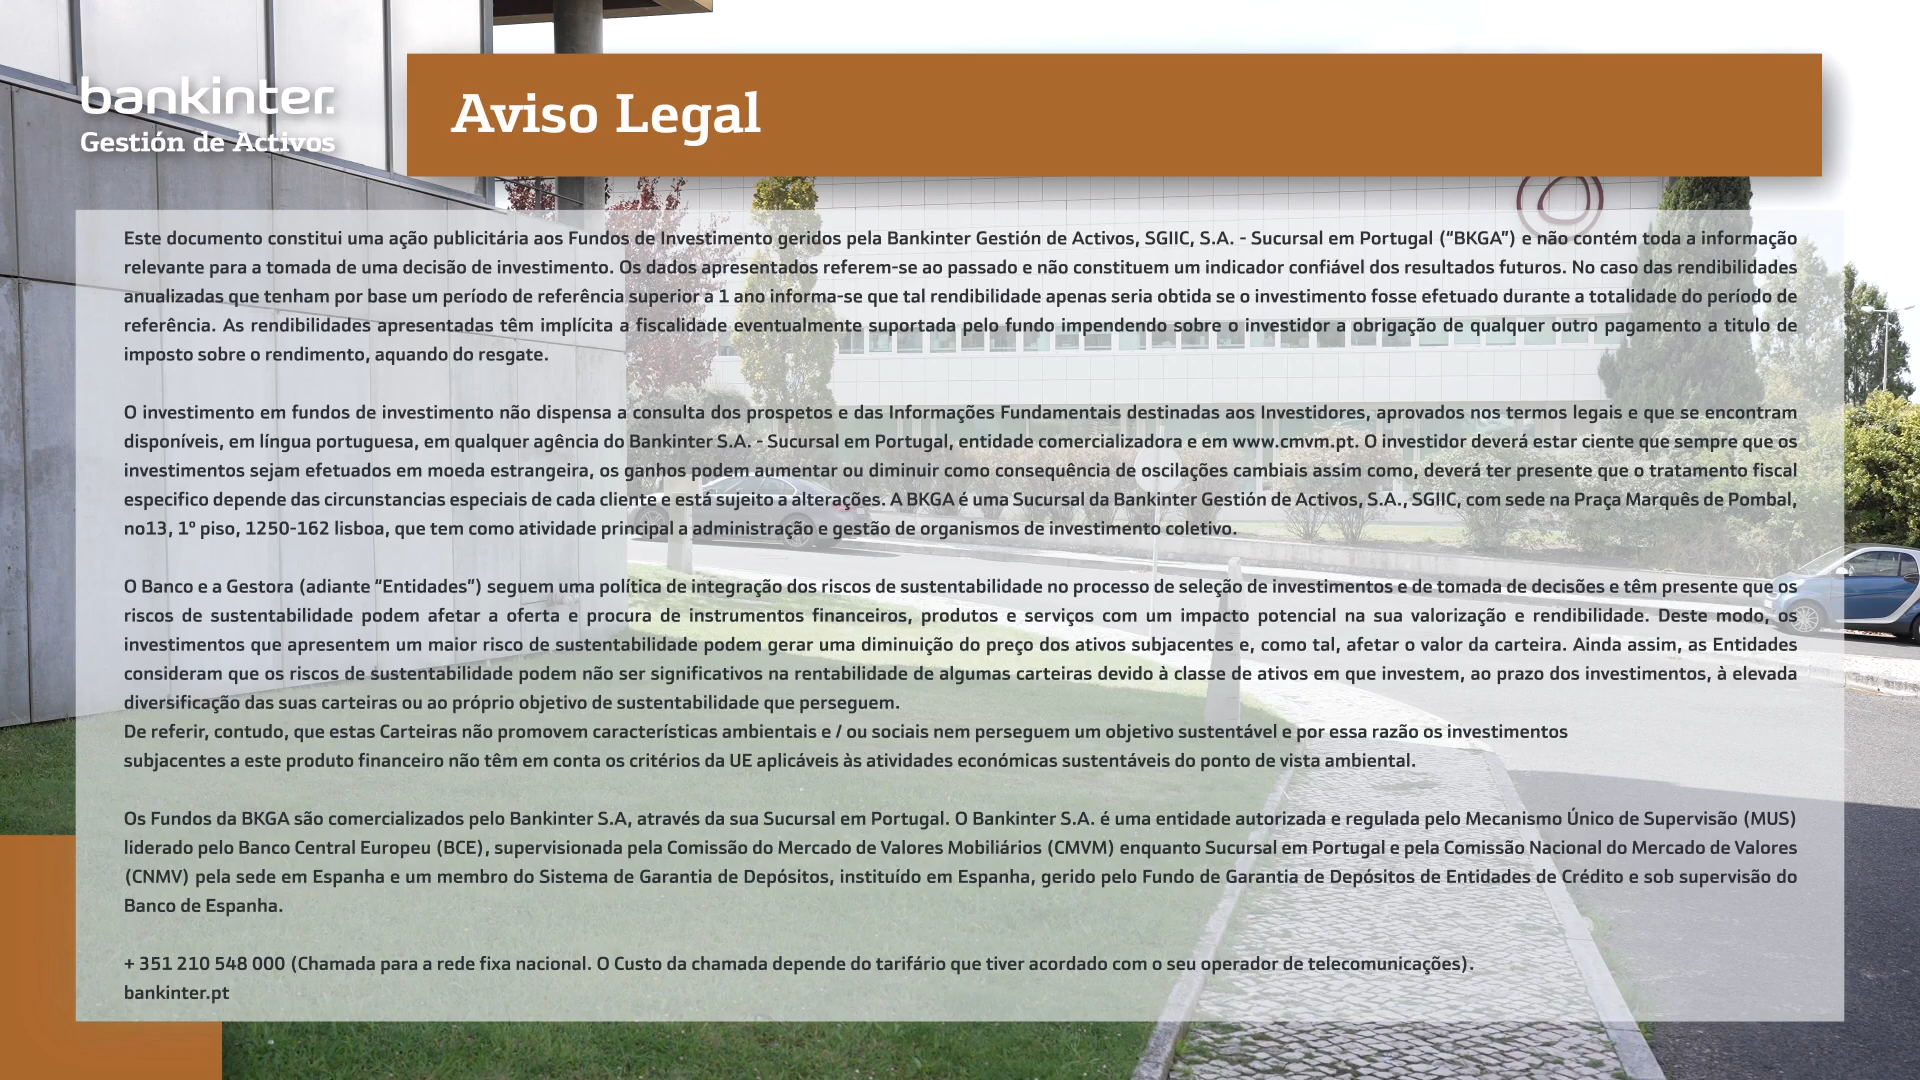 bankinter.
Gestión de Activos
Aviso Legal
Este documento constitui uma ação publicitária aos Fundos de Investimento geridos pela Bankinter Gestión de Activos, SGIIC, S.A. - Sucursal em Portugal (“BKGA”) e não contém toda a informação
relevante para a tomada de uma decisão de investimento. Os dados apresentados referem-se ao passado e não constituem um indicador confiável dos resultados futuros. No caso das rendibilidades
anualizadas que tenham por base um período de referência superior a 1 ano informa-se que tal rendibilidade apenas seria obtida se o investimento fosse efetuado durante a totalidade do período de
referência. As rendibilidades apresentadas têm implícita a fiscalidade eventualmente suportada pelo fundo impendendo sobre o investidor a obrigação de qualquer outro pagamento a titulo de
imposto sobre o rendimento, aquando do resgate.
O investimento em fundos de investimento não dispensa a consulta dos prospetos e das Informações Fundamentais destinadas aos Investidores, aprovados nos termos legais e que se encontram
disponíveis, em língua portuguesa, em qualquer agência do Bankinter S.A. - Sucursal em Portugal, entidade comercializadora e em www.cmvm.pt. O investidor deverá estar ciente que sempre que os
investimentos sejam efetuados em moeda estrangeira, os ganhos podem aumentar ou diminuir como consequência de oscilações cambiais assim como, deverá ter presente que o tratamento fiscal
especifico depende das circunstancias especiais de cada cliente e está sujeito a alterações. A BKGA é uma Sucursal da Bankinter Gestión de Activos, S.A., SGIIC, com sede na Praça Marquês de Pombal,
no13, 1º piso, 1250-162 lisboa, que tem como atividade principal a administração e gestão de organismos de investimento coletivo.
O Banco e a Gestora (adiante “Entidades”) seguem uma política de integração dos riscos de sustentabilidade no processo de seleção de investimentos e de tomada de decisões e têm presente que os
riscos de sustentabilidade podem afetar a oferta e procura de instrumentos financeiros, produtos e serviços com um impacto potencial na sua valorização e rendibilidade. Deste modo, os
investimentos que apresentem um maior risco de sustentabilidade podem gerar uma diminuição do preço dos ativos subjacentes e, como tal, afetar o valor da carteira. Ainda assim, as Entidades
consideram que os riscos de sustentabilidade podem não ser significativos na rentabilidade de algumas carteiras devido à classe de ativos em que investem, ao prazo dos investimentos, à elevada
diversificação das suas carteiras ou ao próprio objetivo de sustentabilidade que perseguem.
De referir, contudo, que estas Carteiras não promovem características ambientais e / ou sociais nem perseguem um objetivo sustentável e por essa razão os investimentos
subjacentes a este produto financeiro não têm em conta os critérios da UE aplicáveis às atividades económicas sustentáveis do ponto de vista ambiental.
Os Fundos da BKGA são comercializados pelo Bankinter S.A, através da sua Sucursal em Portugal. O Bankinter S.A. é uma entidade autorizada e regulada pelo Mecanismo Único de Supervisão (MUS)
liderado pelo Banco Central Europeu (BCE), supervisionada pela Comissão do Mercado de Valores Mobiliários (CMVM) enquanto Sucursal em Portugal e pela Comissão Nacional do Mercado de Valores
(CNMV) pela sede em Espanha e um membro do Sistema de Garantia de Depósitos, instituído em Espanha, gerido pelo Fundo de Garantia de Depósitos de Entidades de Crédito e sob supervisão do
Banco de Espanha.
+ 351 210 548 000 (Chamada para a rede fixa nacional. O Custo da chamada depende do tarifário que tiver acordado com o seu operador de telecomunicações).
bankinter.pt